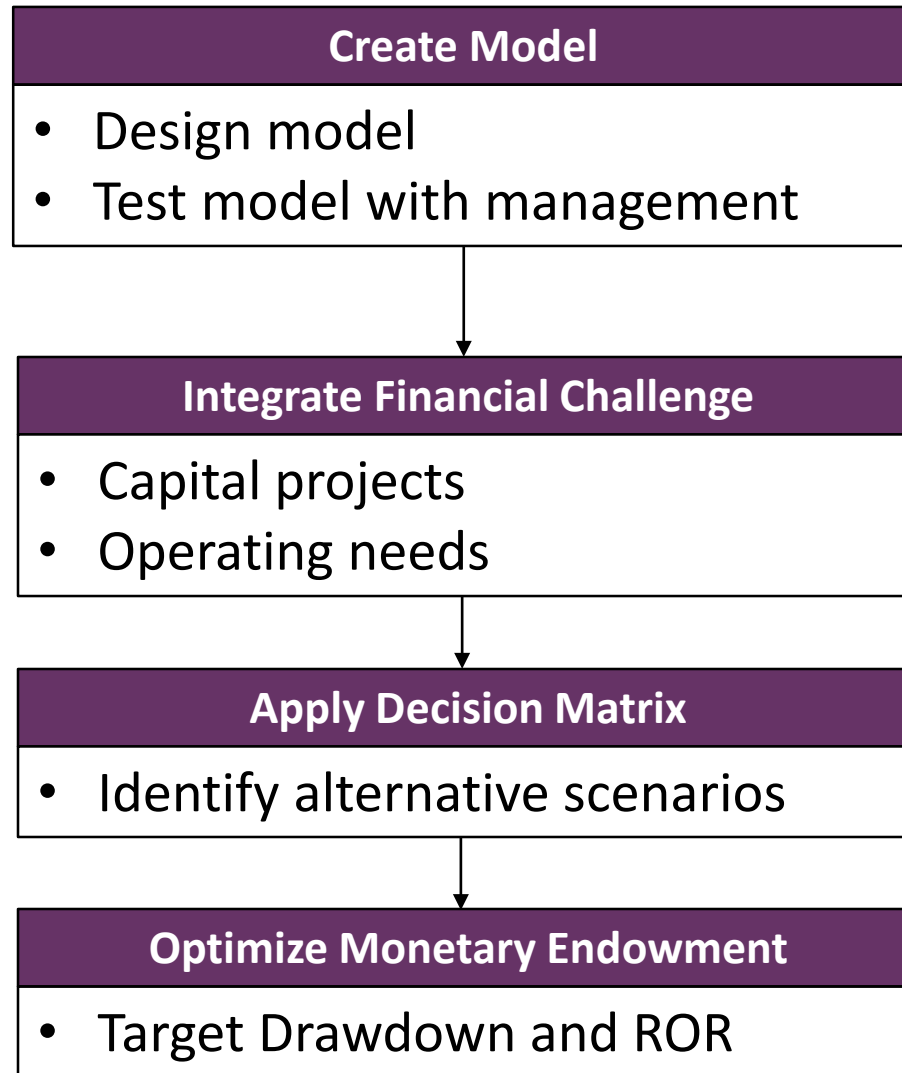 Create Model
• Design model
• Test model with management
Integrate Financial Challenge
• Capital projects
• Operating needs
Apply Decision Matrix
• Identify alternative scenarios
Optimize Monetary Endowment
• Target Drawdown and ROR